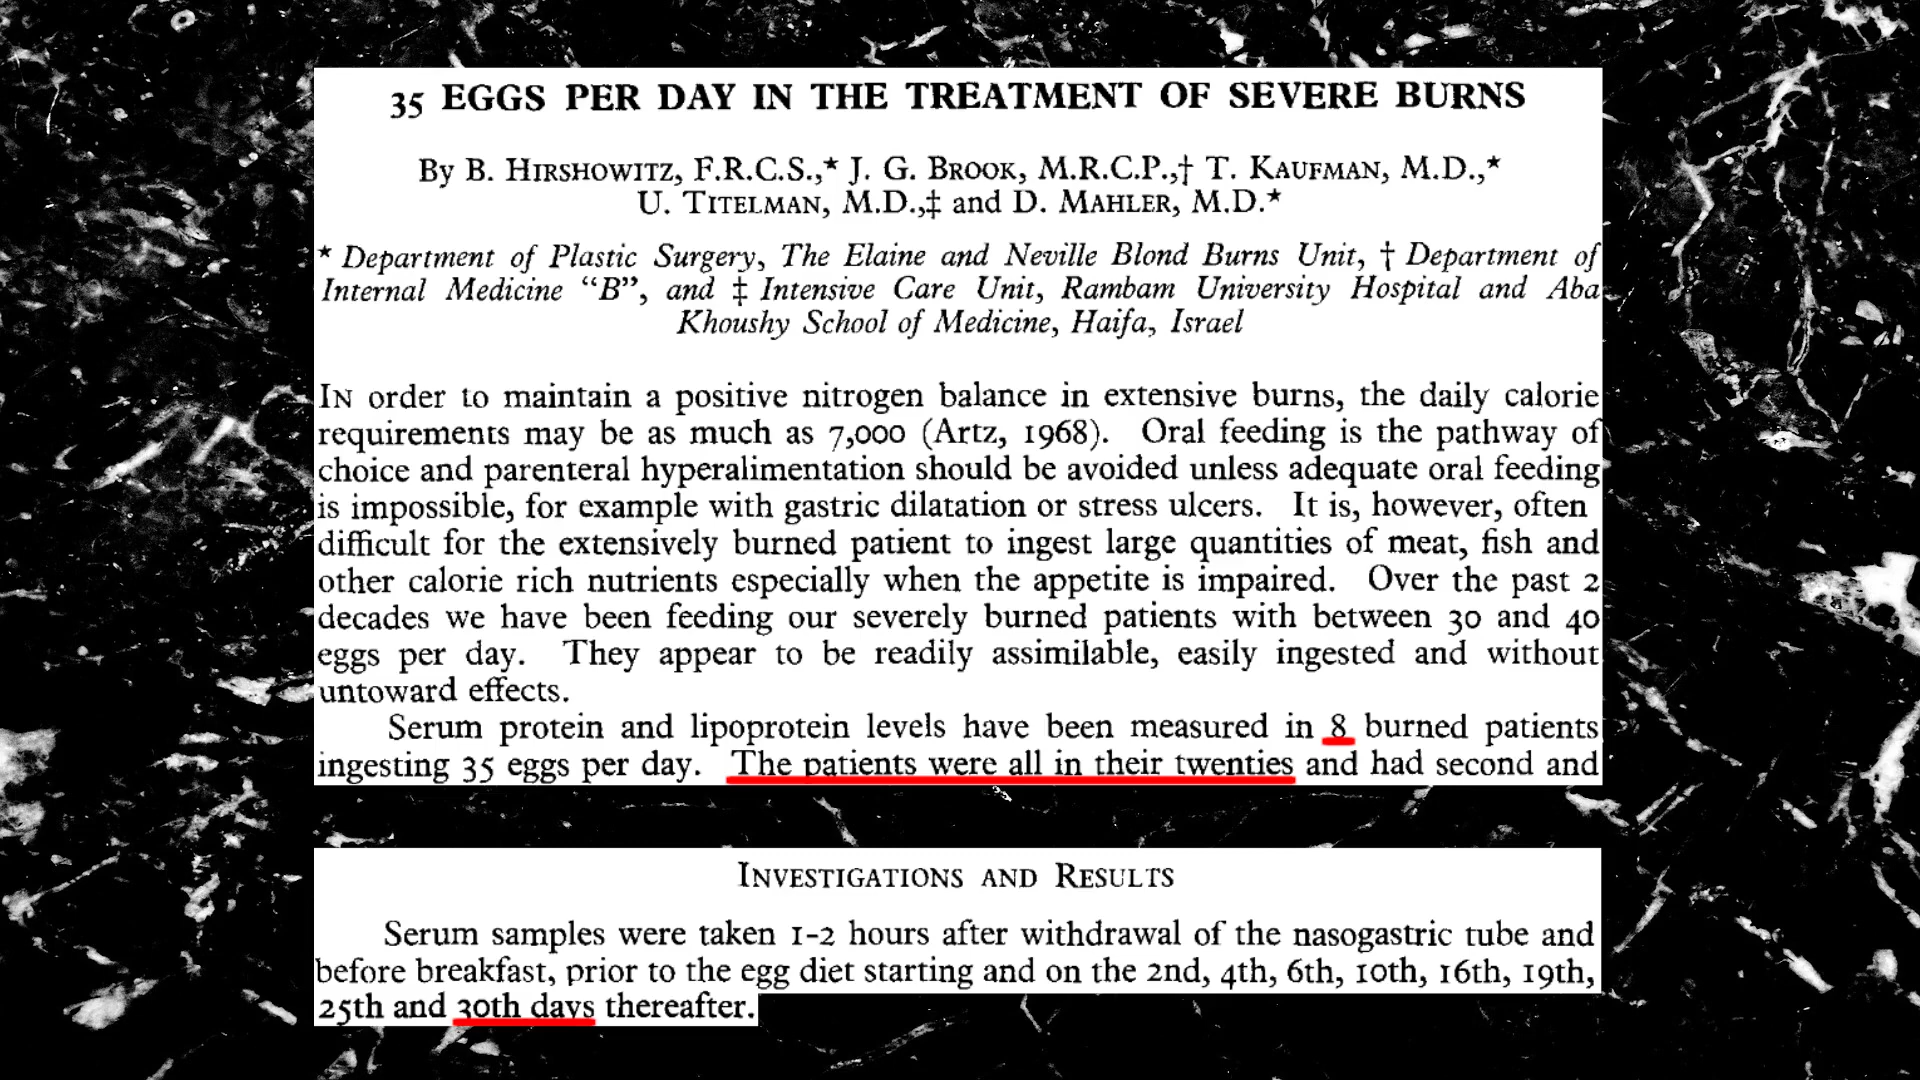 35 EGGS PER DAY IN THE TREATMENT OF SEVERE BURNS
By B. HIRSHOWITZ, F.R.C.S.,* J. G. BROOK, M.R.C.P.,† T. KAUFMAN, M.D.,*
U. TITELMAN, M.D.,‡ and D. MAHLER, M.D.*
* Department of Plastic Surgery, The Elaine and Neville Blond Burns Unit, † Department of
Internal Medicine “B”, and ‡ Intensive Care Unit, Rambam University Hospital and Aba
Khoushy School of Medicine, Haifa, Israel
IN order to maintain a positive nitrogen balance in extensive burns, the daily calorie
requirements may be as much as 7,000 (Artz, 1968). Oral feeding is the pathway of
choice and parenteral hyperalimentation should be avoided unless adequate oral feeding
is impossible, for example with gastric dilatation or stress ulcers. It is, however, often
difficult for the extensively burned patient to ingest large quantities of meat, fish and
other calorie rich nutrients especially when the appetite is impaired. Over the past 2
decades we have been feeding our severely burned patients with between 30 and 40
eggs per day. They appear to be readily assimilable, easily ingested and without
untoward effects.
Serum protein and lipoprotein levels have been measured in 8 burned patients
ingesting 35 eggs per day. The patients were all in their twenties and had second and
INVESTIGATIONS AND RESULTS
Serum samples were taken 1-2 hours after withdrawal of the nasogastric tube and
before breakfast, prior to the egg diet starting and on the 2nd, 4th, 6th, 10th, 16th, 19th,
25th and 30th days thereafter.